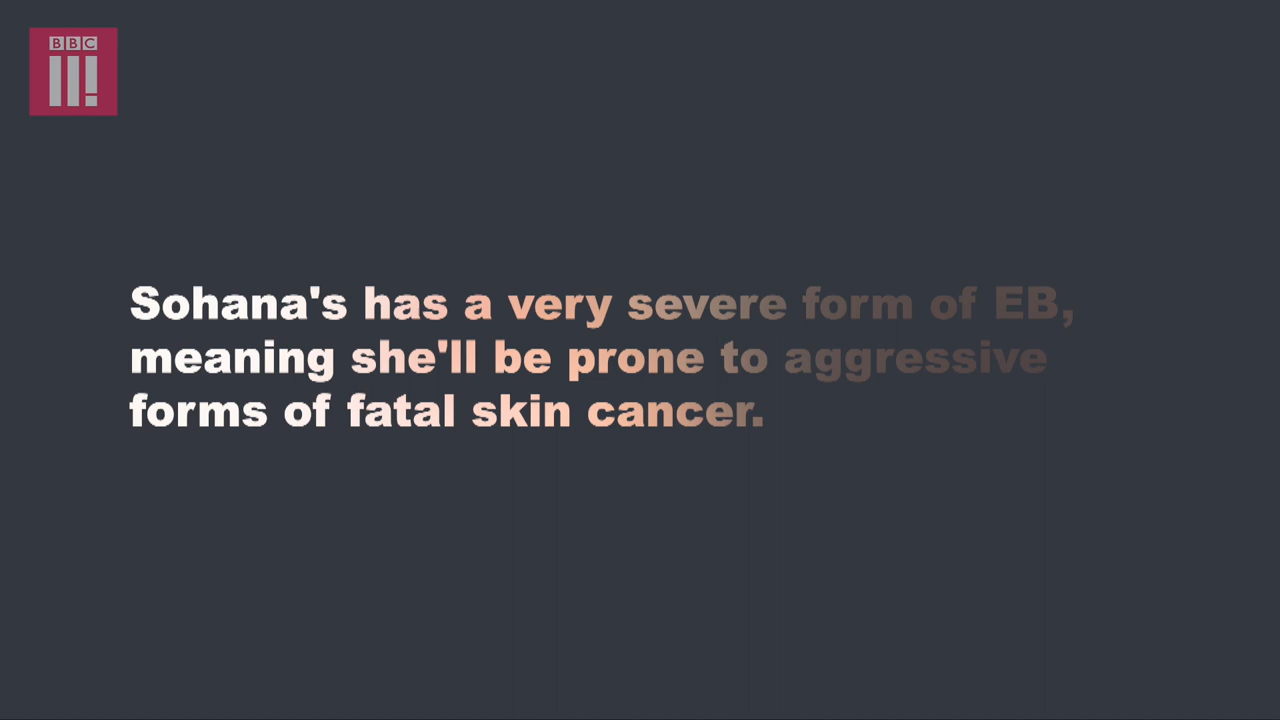 BBC
Sohana's has a very severe form of EB,
meaning she'll be prone to aggressive
forms of fatal skin cancer.